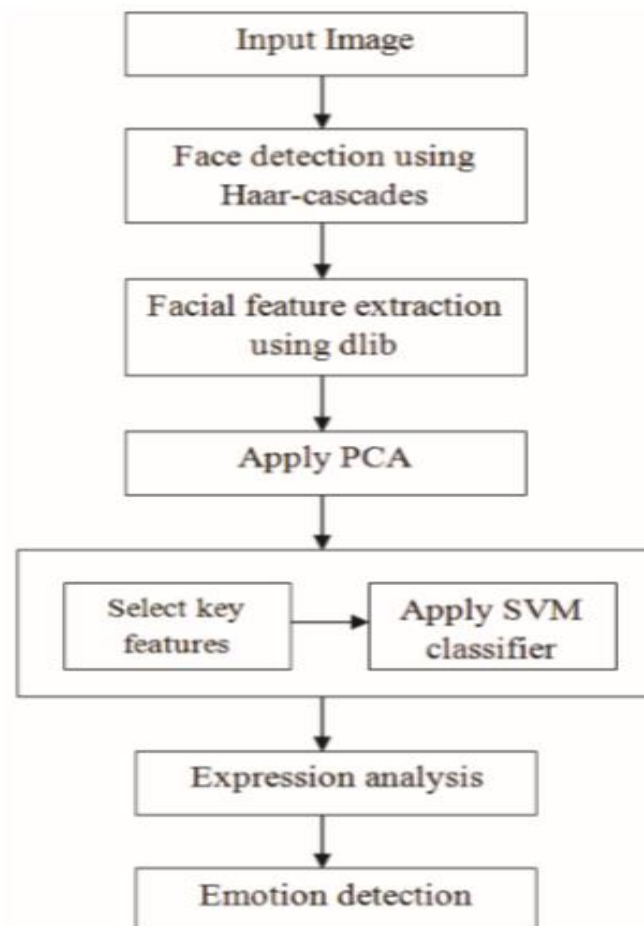 Input Image
Face detection using
Haar-cascades
Facial feature extraction
using dlib
Apply PCA
Select key
features
Apply SVM
classifier
Expression analysis
Emotion detection